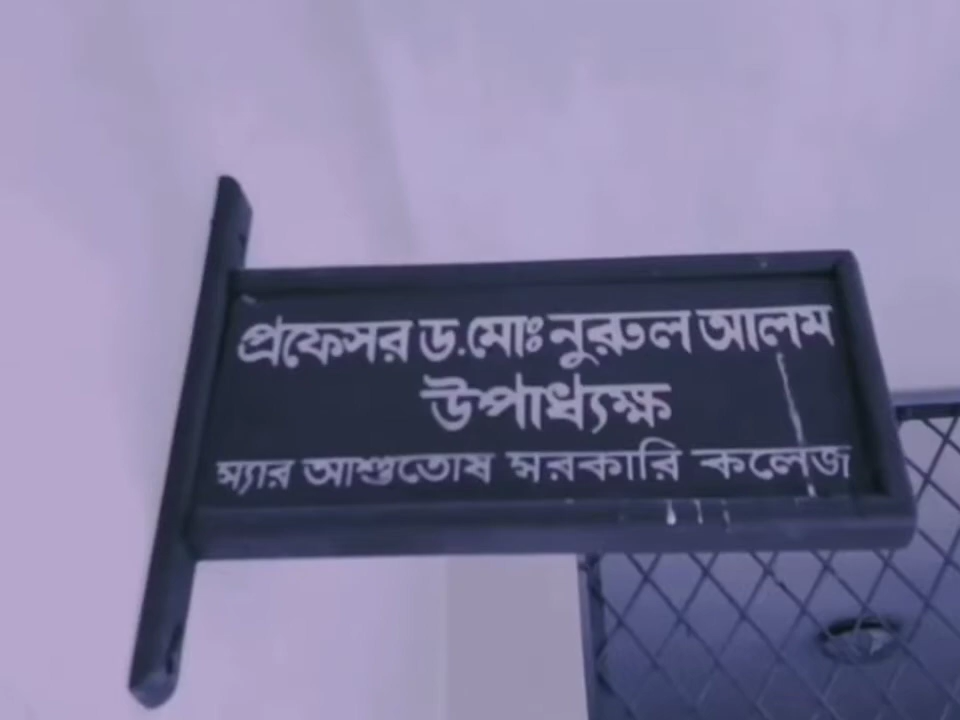 প্রফেসর ড.মোঃ নুরুল আলম
উপাধ্যক্ষ
স্যার আশুতোষ সরকারি কলেজ